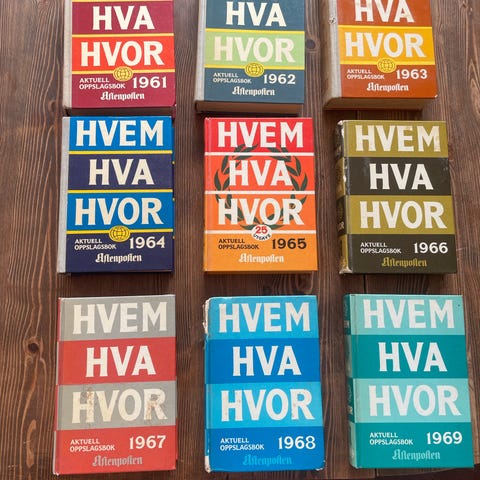 HVA
HVOR
AKTUELL
OPPSLAGSBOK 1961
Aftenposten
HVA
HVOR
AKTUELL
OPPSLAGSBOK 1962
Aftenposten
HVA
HVOR
AKTUELL
OPPSLAGSBOK 1963
Aftenposten
HVEM
HVA
HVOR
AKTUELL
OPPSLAGSBOK 1964
HVEM
HVA
HVOR
25
UTGAVE
AKTUELL
OPPSLAGSBOK 1965
Aftenposten
HVEM
HVA
HVOR
AKTUELL
OPPSLAGSBOK 1966
Aftenposten
HVEM
HVA
HVOR
AKTUELL
OPPSLAGSBOK 1967
Aftenposten
HVEM
HVA
HVOR
AKTUELL
OPPSLAGSBOK 1968
Aftenposten
HVEM
HVA
HVOR
AKTUELL
OPPSLAGSBOK 1969
Aftenposten